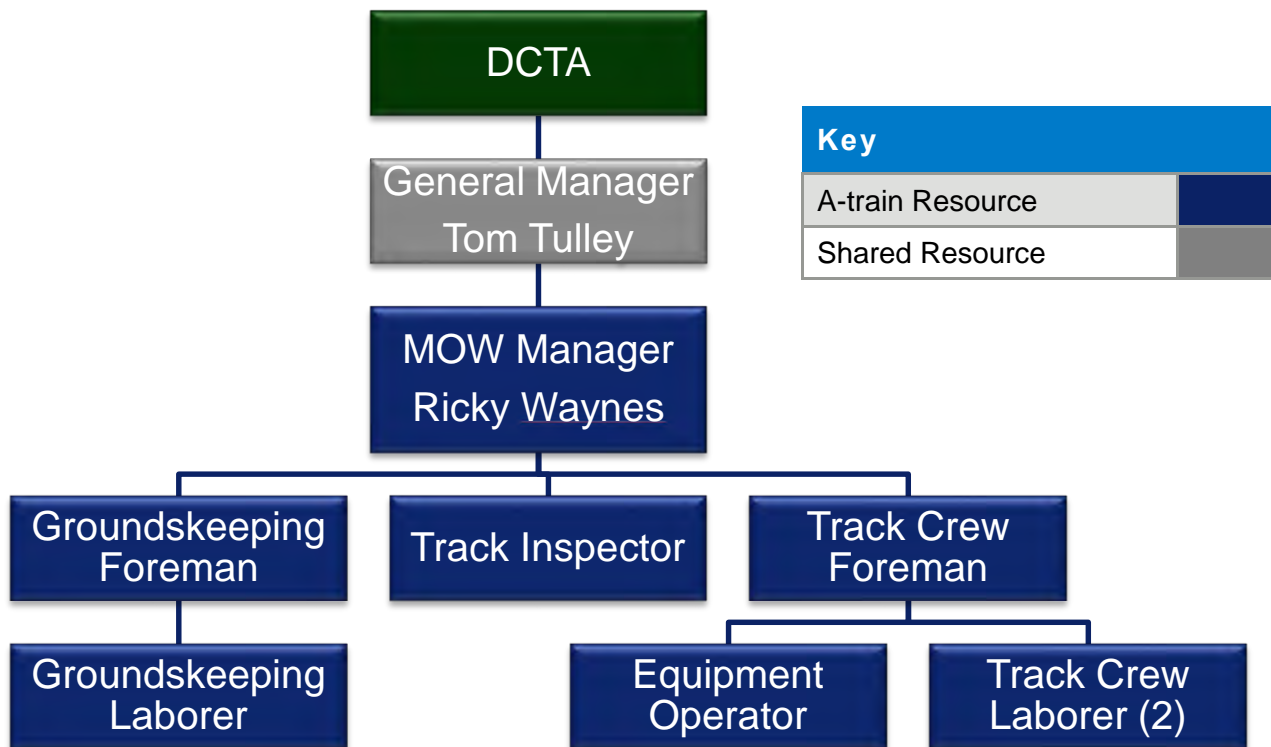 DCTA
General Manager
Tom Tulley
Key
A-train Resource
Shared Resource
MOW Manager
Ricky Waynes
Groundskeeping
Foreman
Track Inspector
Track Crew
Foreman
Groundskeeping
Laborer
Equipment
Operator
Track Crew
Laborer (2)